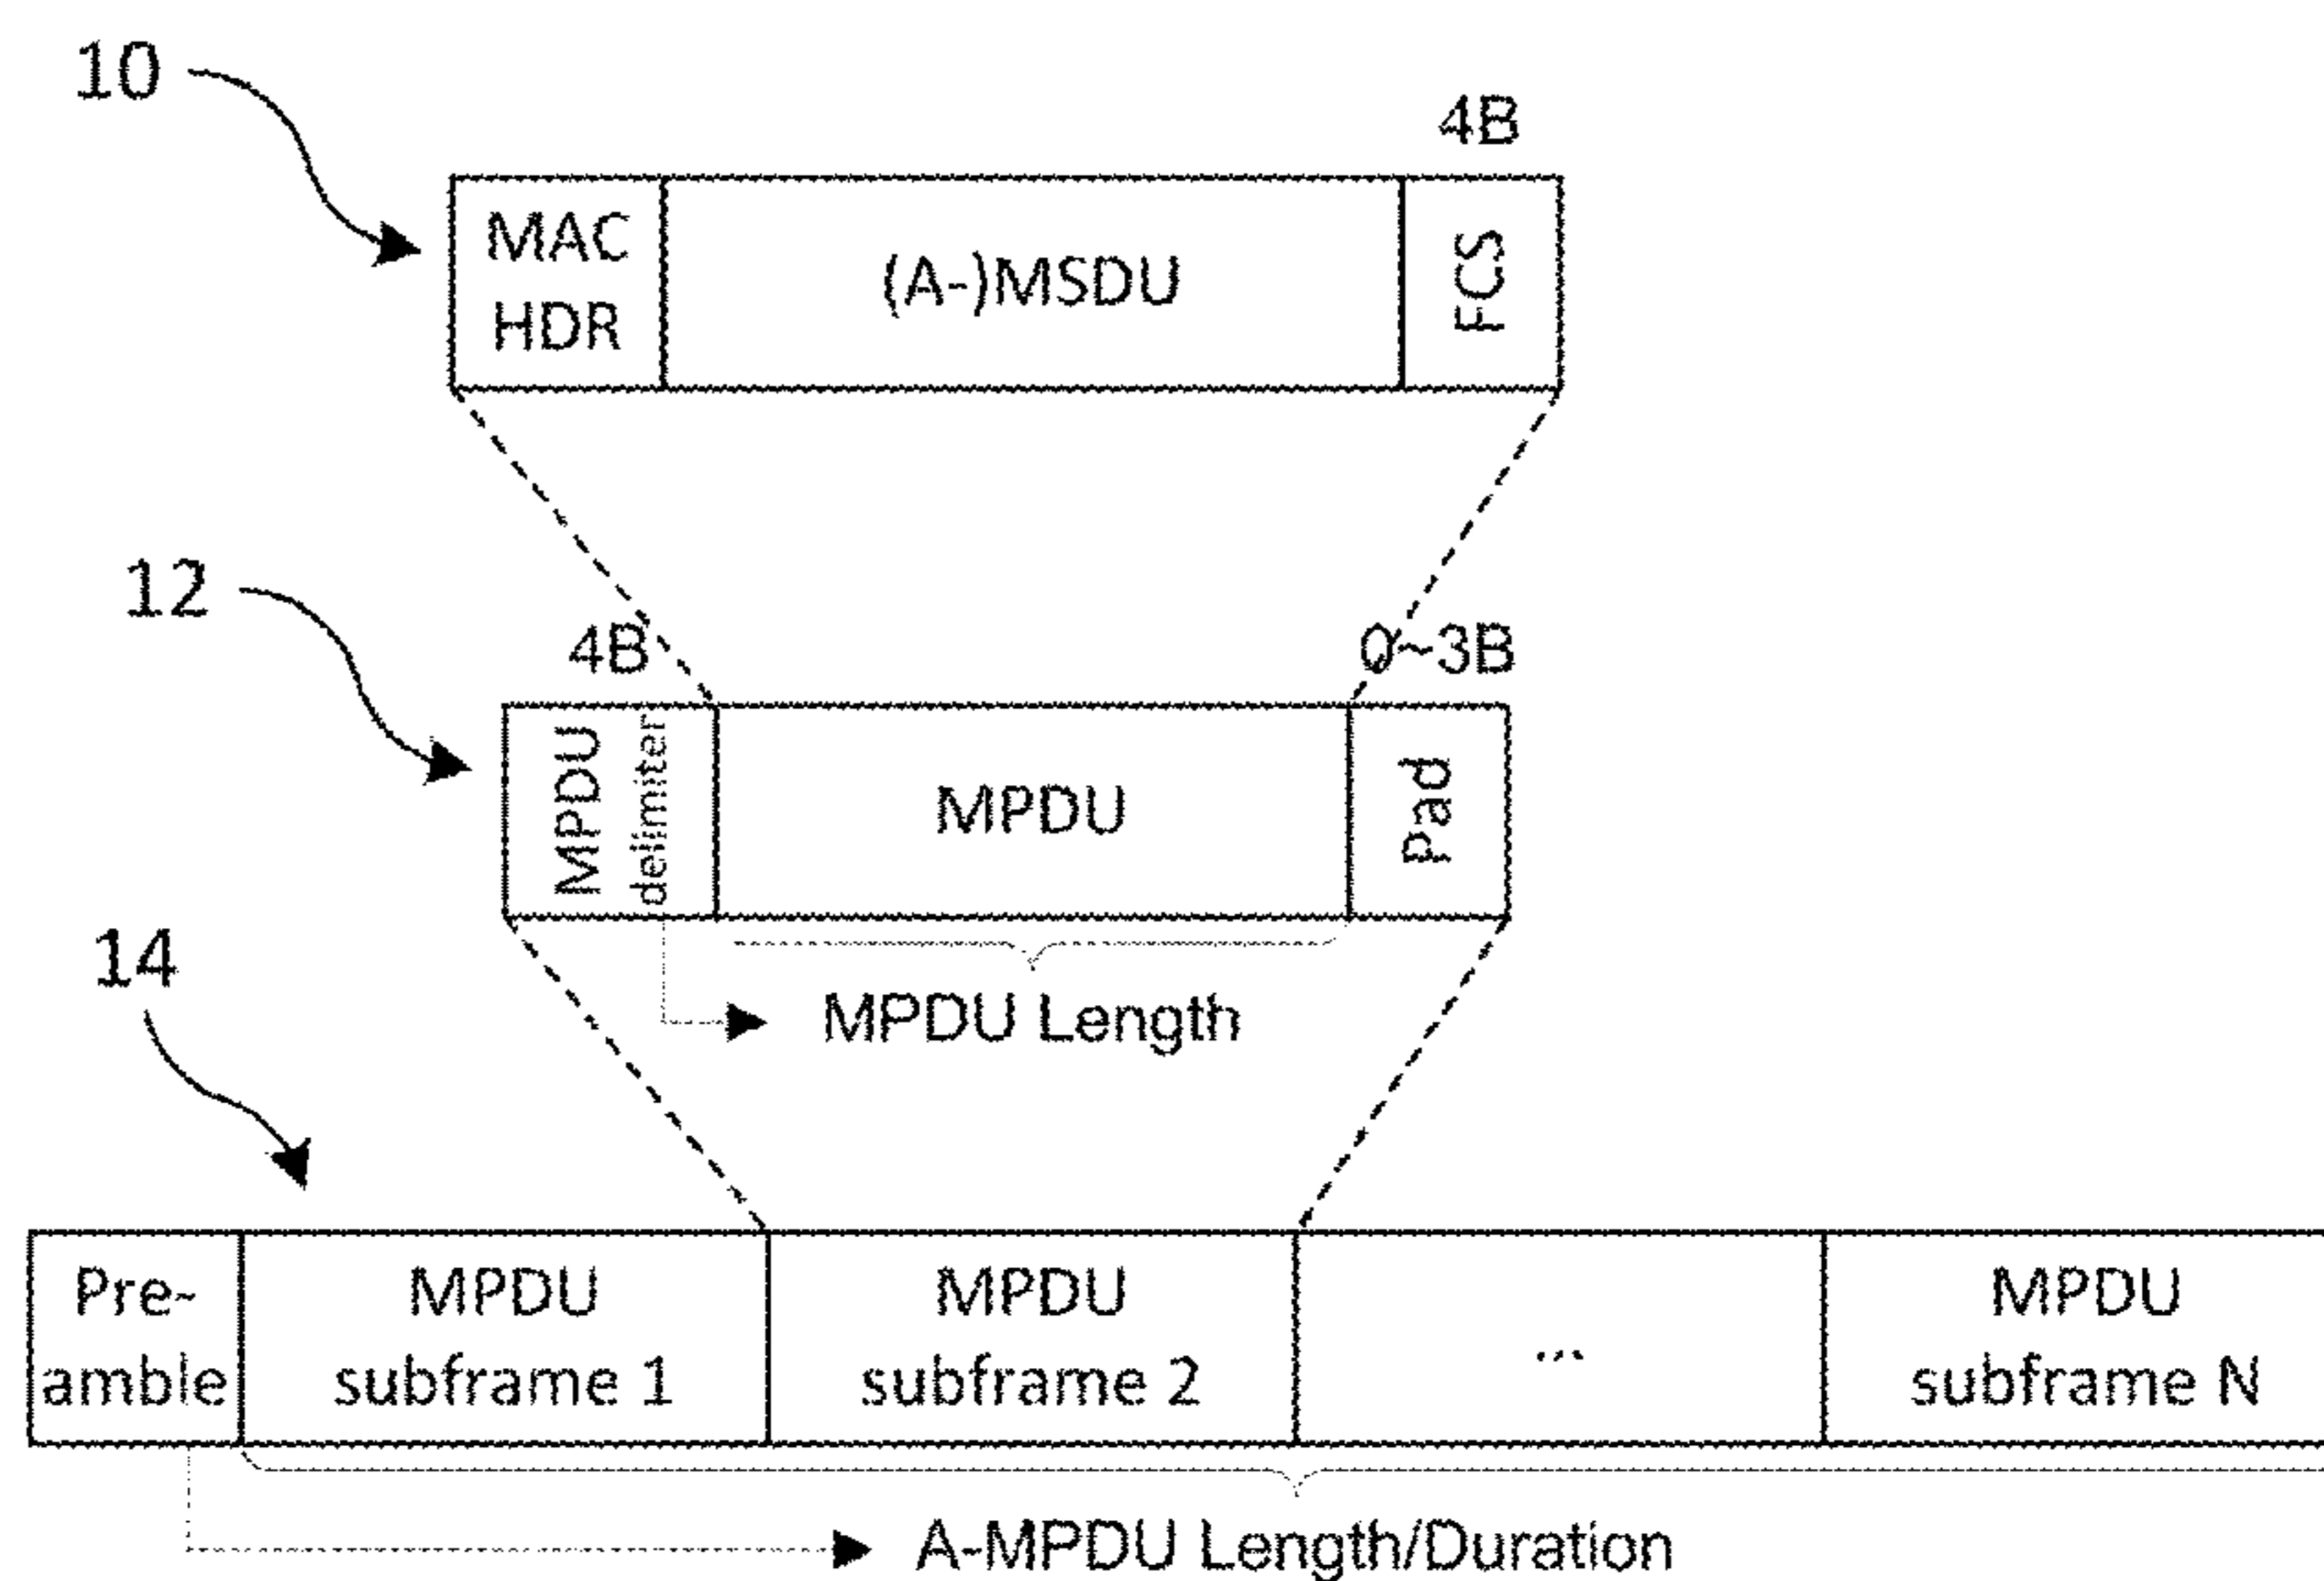 10
4B
MAC
HDR
(A-)MSDU
FCS
12
4B
0~3B
MPDU
delimiter
MPDU
Pad
14
MPDU Length
Pre-
amble
MPDU
subframe 1
MPDU
subframe 2
...
MPDU
subframe N
A-MPDU Length/Duration